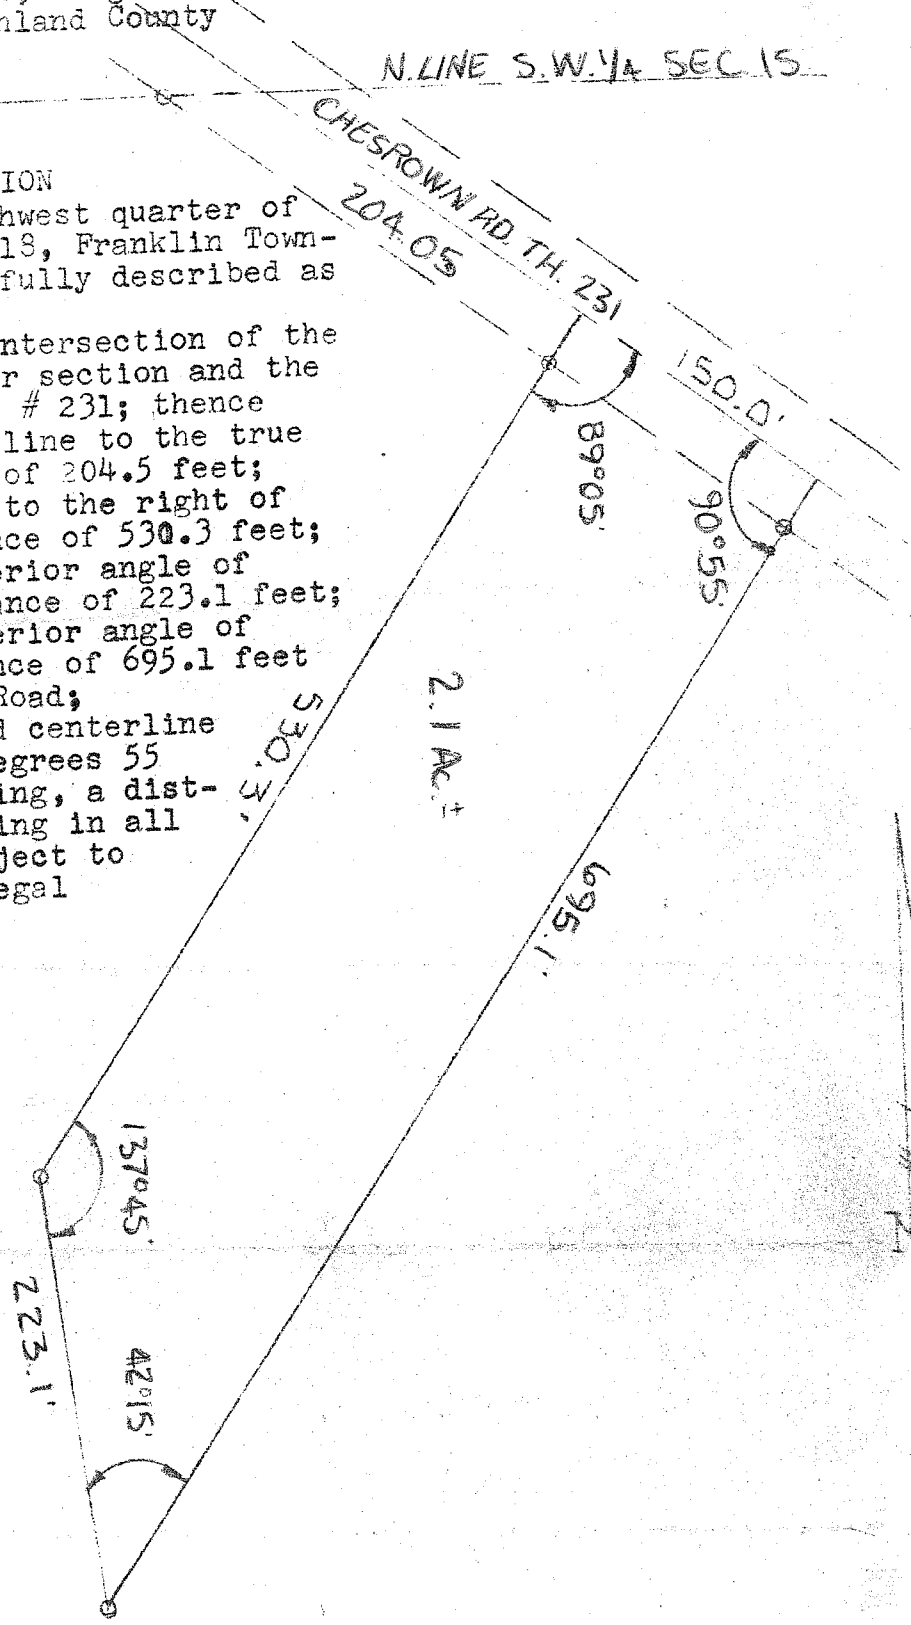 nland County
N.LINE S.W.1/4 SEC 15
CHESROWN RD. TH. 231
204.05
150.0'
ION
hwest quarter of
18, Franklin Town-
fully described as
ntersection of the
r section and the
# 231; thence
line to the true
of 204.5 feet;
to the right of
ce of 530.3 feet;
rior angle of
nce of 223.1 feet;
erior angle of
nce of 695.1 feet
Road;
d centerline
egrees 55
ing, a dist-
ing in all
ject to
egal
89°05'
90°55'
2.1 Ac.±
530.3'
695.1'
137°45'
42°15'
223.1'